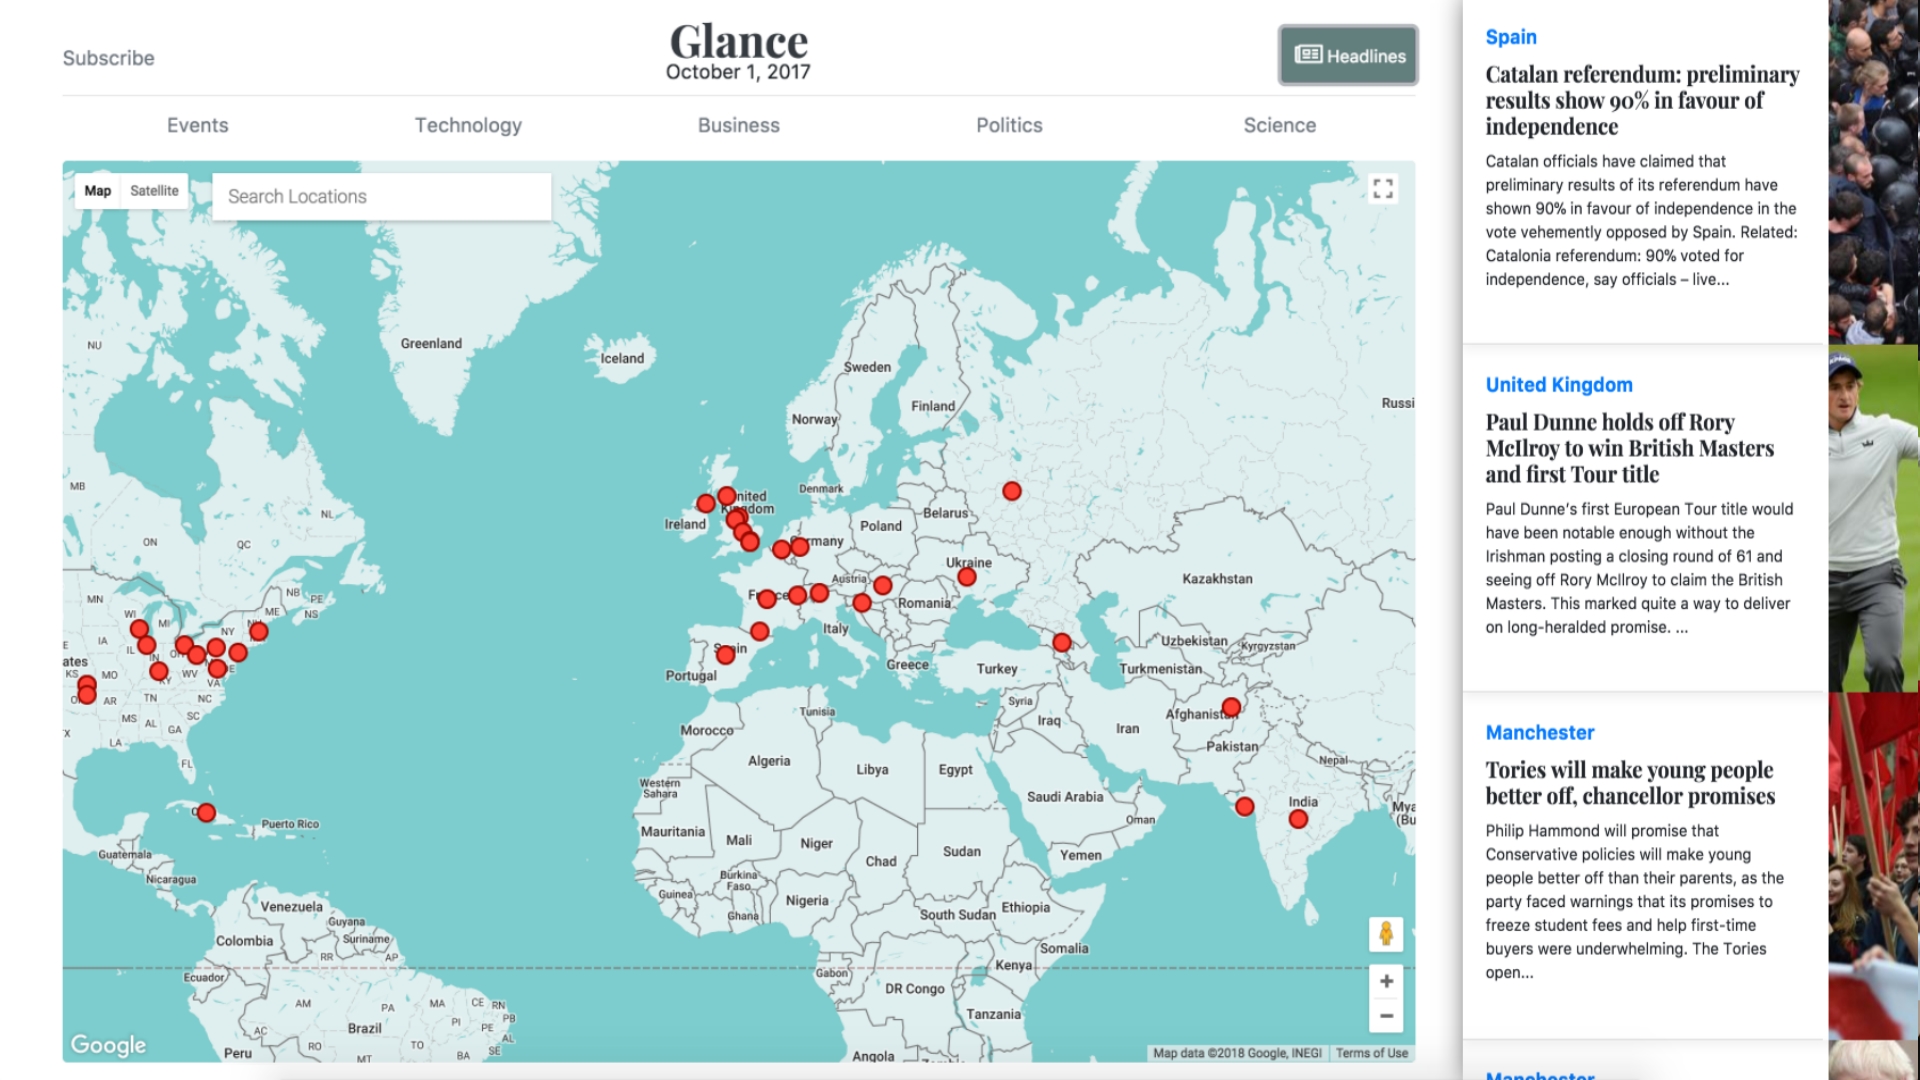 Subscribe
Glance
October 1, 2017
Headlines
Events
Technology
Business
Politics
Science
Map
Satellite
Search Locations
Greenland
Iceland
Sweden
Norway
Finland
Russi
NU
MB
ON
QC
NL
NB
PE
NS
ME
MN
WI
MI
NY
IA
IL
IN
ates
KS
MO
KY
WV
VA
AR
TN
NC
MS
AL
SC
GA
LA
FL
United
Kingdom
Ireland
Denmark
Poland
Belarus
Germany
Ukraine
Austria
France
Romania
Italy
Spain
Portugal
Greece
Turkey
Kazakhstan
Uzbekistan
Kyrgyzstan
Turkmenistan
Syria
Iraq
Iran
Afghanistan
Pakistan
Nepal
India
Mya
(Bu
Tunisia
Morocco
Algeria
Libya
Egypt
Western
Sahara
Saudi Arabia
Oman
Yemen
Mauritania
Mali
Niger
Chad
Sudan
Burkina
Faso
Guinea
Ghana
Nigeria
South Sudan
Ethiopia
Somalia
Kenya
Gabon
DR Congo
Tanzania
Angola
Puerto Rico
Guatemala
Nicaragua
Venezuela
Guyana
Suriname
Colombia
Ecuador
RR
AP
AM
PA
MA
CE
RN
PB
PI
PE
AL
SE
AC
RO
TO
BA
MT
Brazil
Peru
Google
Map data ©2018 Google, INEGI
Terms of Use
Spain
Catalan referendum: preliminary
results show 90% in favour of
independence
Catalan officials have claimed that
preliminary results of its referendum have
shown 90% in favour of independence in the
vote vehemently opposed by Spain. Related:
Catalonia referendum: 90% voted for
independence, say officials – live...
United Kingdom
Paul Dunne holds off Rory
McIlroy to win British Masters
and first Tour title
Paul Dunne's first European Tour title would
have been notable enough without the
Irishman posting a closing round of 61 and
seeing off Rory McIlroy to claim the British
Masters. This marked quite a way to deliver
on long-heralded promise. ...
Manchester
Tories will make young people
better off, chancellor promises
Philip Hammond will promise that
Conservative policies will make young
people better off than their parents, as the
party faced warnings that its promises to
freeze student fees and help first-time
buyers were underwhelming. The Tories
open...
Manchester